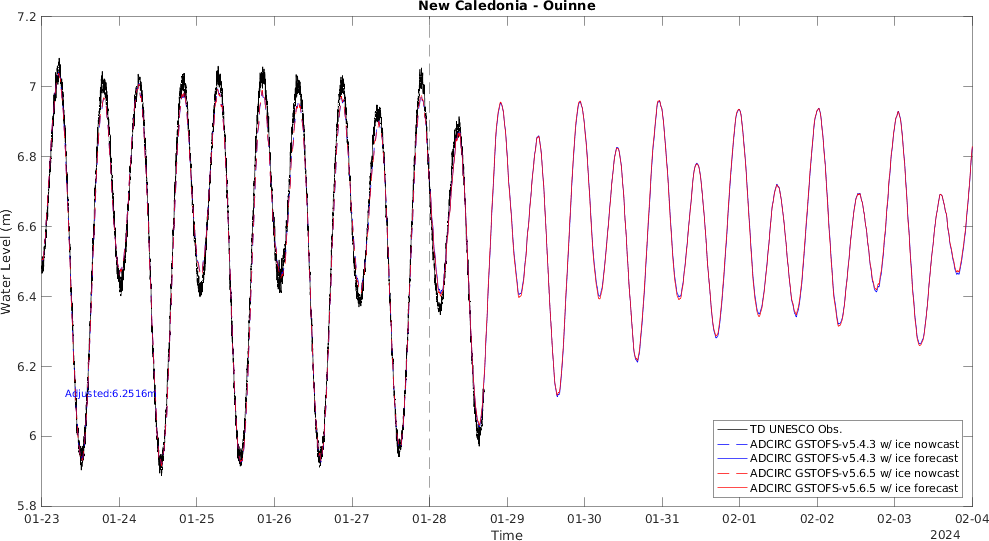 New Caledonia - Ouinne
7.2
7
6.8
6.6
6.4
6.2
6
5.8
Water Level (m)
Adjusted:6.2516m
TD UNESCO Obs.
ADCIRC GSTOFS-v5.4.3 w/ ice nowcast
ADCIRC GSTOFS-v5.4.3 w/ ice forecast
ADCIRC GSTOFS-v5.6.5 w/ ice nowcast
ADCIRC GSTOFS-v5.6.5 w/ ice forecast
01-23 01-24 01-25 01-26 01-27 01-28 01-29 01-30 01-31 02-01 02-02 02-03 02-04
Time
2024